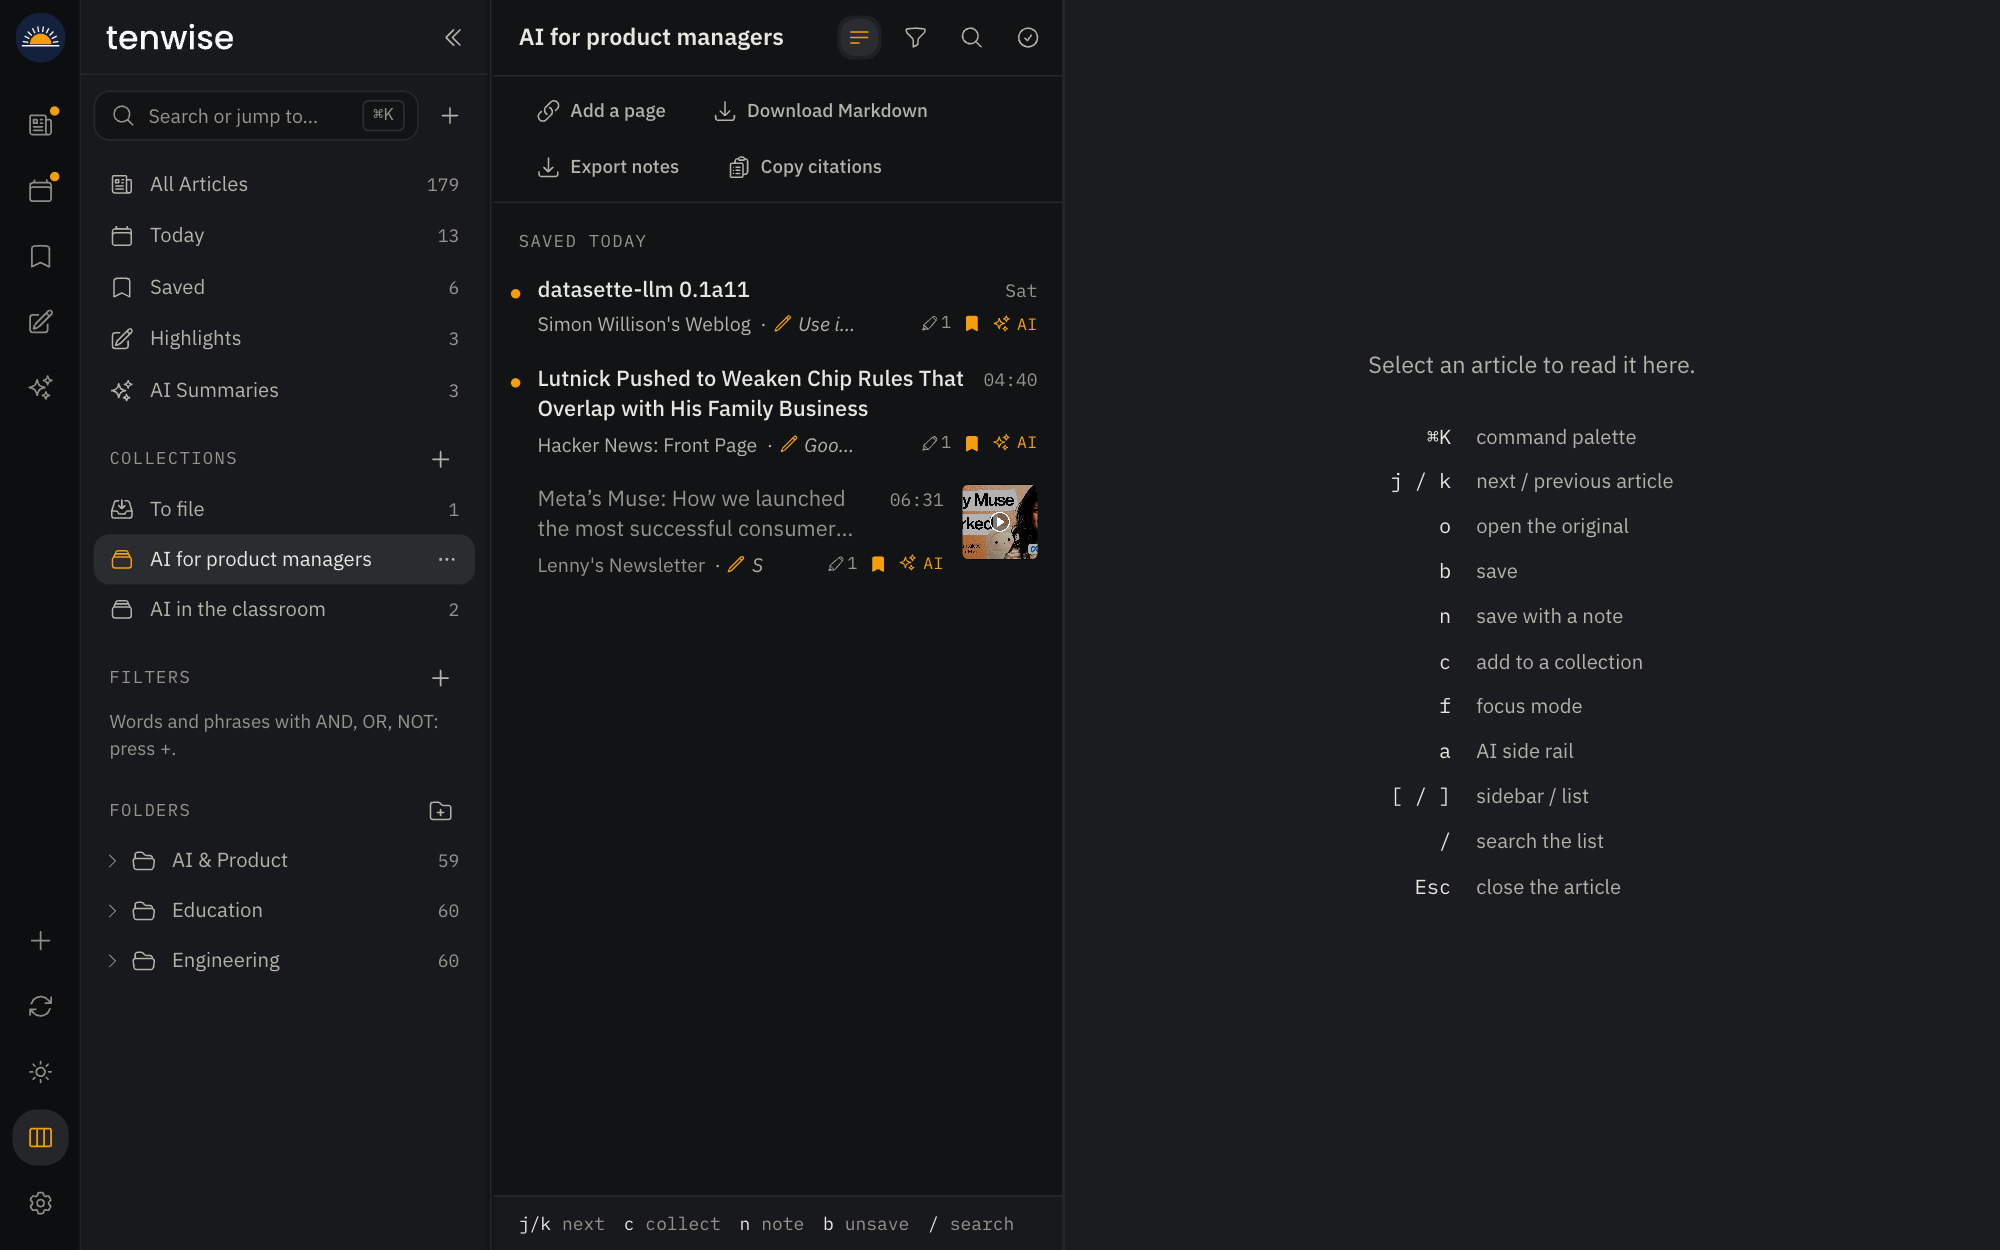 tenwise
Search or jump to... ⌘K
All Articles 179
Today 13
Saved 6
Highlights 3
AI Summaries 3
COLLECTIONS
To file 1
AI for product managers
AI in the classroom 2
FILTERS
Words and phrases with AND, OR, NOT:
press +.
FOLDERS
AI & Product 59
Education 60
Engineering 60
AI for product managers
Add a page Download Markdown
Export notes Copy citations
SAVED TODAY
datasette-llm 0.1a11 Sat
Simon Willison's Weblog · Use i... 1 AI
Lutnick Pushed to Weaken Chip Rules That 04:40
Overlap with His Family Business
Hacker News: Front Page · Goo... 1 AI
Meta’s Muse: How we launched 06:31
the most successful consumer...
Lenny's Newsletter · S 1 AI
y Muse
rked
j/k next c collect n note b unsave / search
Select an article to read it here.
⌘K command palette
j / k next / previous article
o open the original
b save
n save with a note
c add to a collection
f focus mode
a AI side rail
[ / ] sidebar / list
/ search the list
Esc close the article